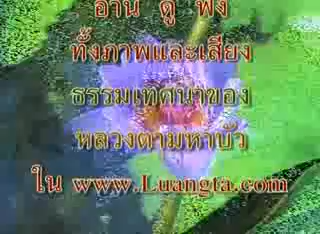 อ่าน ดู ฟัง
ทั้งภาพและเสียง
ธรรมเทศนาของ
หลวงตามหาบัว
ใน www.Luangta.com